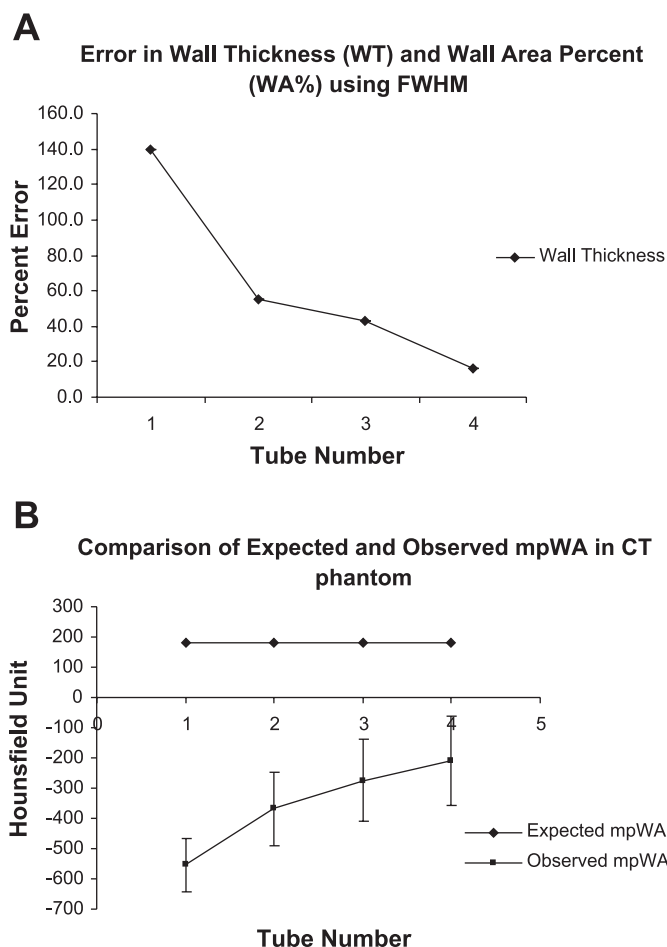 A
Error in Wall Thickness (WT) and Wall Area Percent
(WA%) using FWHM
Percent Error
160.0
140.0
120.0
100.0
80.0
60.0
40.0
20.0
0.0
Wall Thickness
1 2 3 4
Tube Number
B
Comparison of Expected and Observed mpWA in CT
phantom
Hounsfield Unit
300
200
100
0
-100
-200
-300
-400
-500
-600
-700
0 1 2 3 4 5
Expected mpWA
Observed mpWA
Tube Number